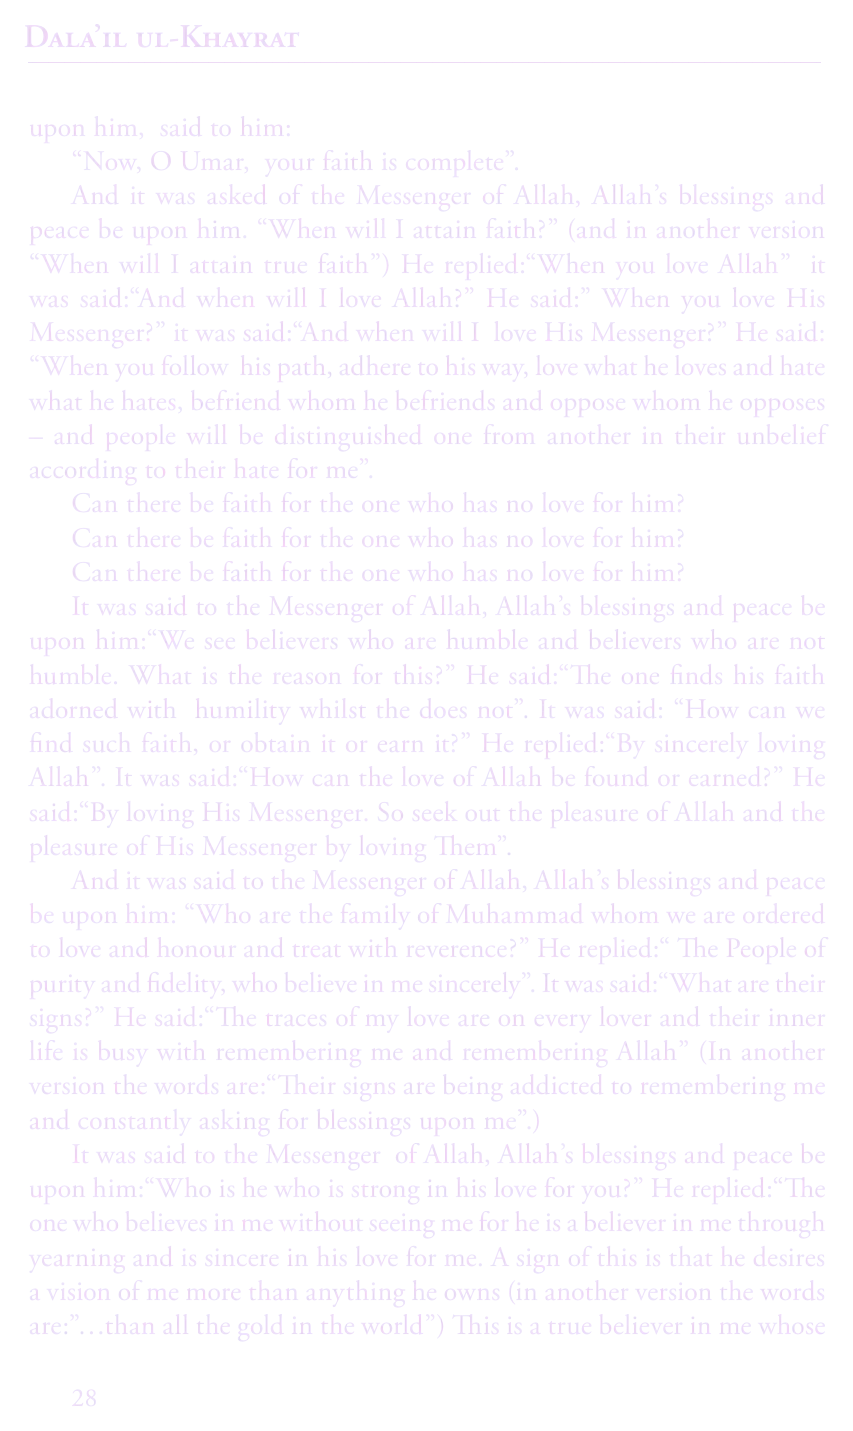 Dala’il ul-Khayrat
upon him,  said to him:
“Now, O Umar,  your faith is complete”.
And it was asked of the Messenger of Allah, Allah’s blessings and
peace be upon him. “When will I attain faith?” (and in another version
“When will I attain true faith”) He replied:“When you love Allah”  it
was said:“And when will I love Allah?” He said:” When you love His
Messenger?” it was said:“And when will I  love His Messenger?” He said:
“When you follow  his path, adhere to his way, love what he loves and hate
what he hates, befriend whom he befriends and oppose whom he opposes
– and people will be distinguished one from another in their unbelief
according to their hate for me”.
Can there be faith for the one who has no love for him?
Can there be faith for the one who has no love for him?
Can there be faith for the one who has no love for him?
It was said to the Messenger of Allah, Allah’s blessings and peace be
upon him:“We see believers who are humble and believers who are not
humble. What is the reason for this?” He said:“The one finds his faith
adorned with  humility whilst the does not”. It was said: “How can we
find such faith, or obtain it or earn it?” He replied:“By sincerely loving
Allah”. It was said:“How can the love of Allah be found or earned?” He
said:“By loving His Messenger. So seek out the pleasure of Allah and the
pleasure of His Messenger by loving Them”.
And it was said to the Messenger of Allah, Allah’s blessings and peace
be upon him: “Who are the family of Muhammad whom we are ordered
to love and honour and treat with reverence?” He replied:“ The People of
purity and fidelity, who believe in me sincerely”. It was said:“What are their
signs?” He said:“The traces of my love are on every lover and their inner
life is busy with remembering me and remembering Allah” (In another
version the words are:“Their signs are being addicted to remembering me
and constantly asking for blessings upon me”.)
It was said to the Messenger  of Allah, Allah’s blessings and peace be
upon him:“Who is he who is strong in his love for you?” He replied:“The
one who believes in me without seeing me for he is a believer in me through
yearning and is sincere in his love for me. A sign of this is that he desires
a vision of me more than anything he owns (in another version the words
are:”…than all the gold in the world”) This is a true believer in me whose
28